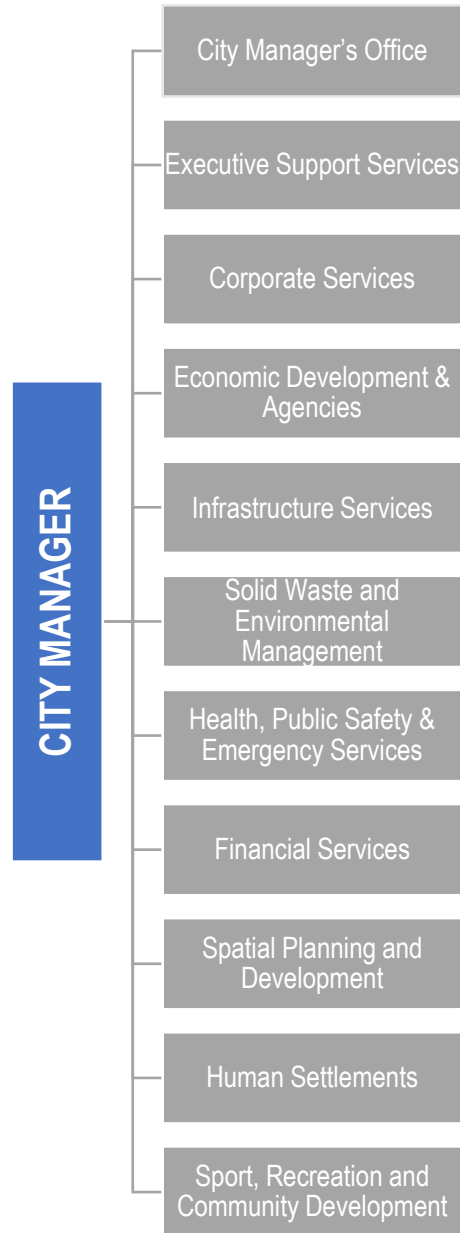 City Manager’s Office
Executive Support Services
Corporate Services
Economic Development &
Agencies
Infrastructure Services
CITY MANAGER
Solid Waste and
Environmental
Management
Health, Public Safety &
Emergency Services
Financial Services
Spatial Planning and
Development
Human Settlements
Sport, Recreation and
Community Development